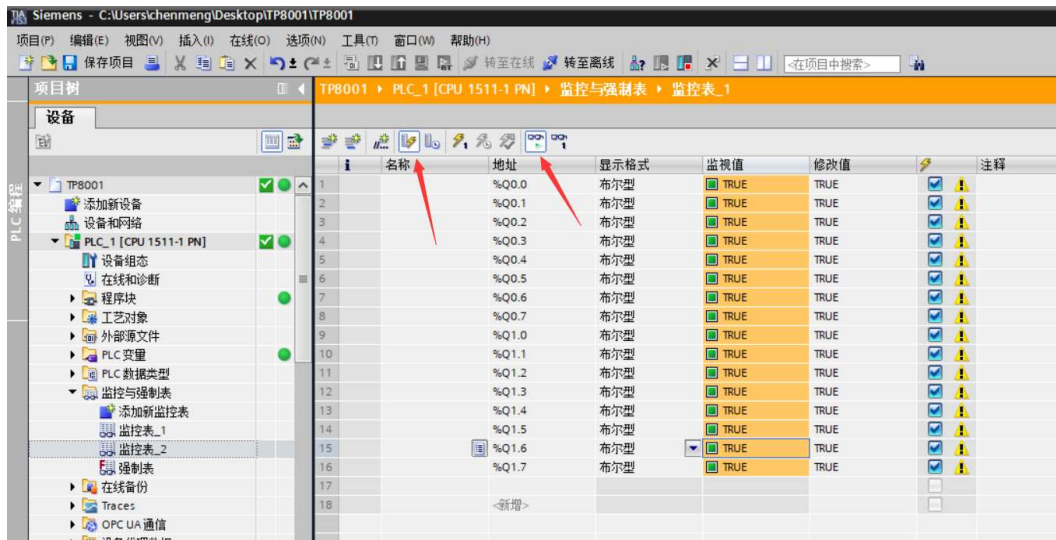 Siemens - C:\Users\chenmeng\Desktop\TP8001\TP8001
项目(P) 编辑(E) 视图(V) 插入(I) 在线(O) 选项(N) 工具(T) 窗口(W) 帮助(H)
保存项目 转至在线 转至离线 <在项目中搜索>
项目树
TP8001 PLC_1 [CPU 1511-1 PN] 监控与强制表 监控表_1
设备
PLC 编程
i 名称 地址 显示格式 监视值 修改值 注释
TP8001
添加新设备
设备和网络
PLC_1 [CPU 1511-1 PN]
设备组态
在线和诊断
程序块
工艺对象
外部源文件
PLC 变量
PLC 数据类型
监控与强制表
添加新监控表
监控表_1
监控表_2
强制表
在线备份
Traces
OPC UA 通信
1 %Q0.0 布尔型 TRUE TRUE
2 %Q0.1 布尔型 TRUE TRUE
3 %Q0.2 布尔型 TRUE TRUE
4 %Q0.3 布尔型 TRUE TRUE
5 %Q0.4 布尔型 TRUE TRUE
6 %Q0.5 布尔型 TRUE TRUE
7 %Q0.6 布尔型 TRUE TRUE
8 %Q0.7 布尔型 TRUE TRUE
9 %Q1.0 布尔型 TRUE TRUE
10 %Q1.1 布尔型 TRUE TRUE
11 %Q1.2 布尔型 TRUE TRUE
12 %Q1.3 布尔型 TRUE TRUE
13 %Q1.4 布尔型 TRUE TRUE
14 %Q1.5 布尔型 TRUE TRUE
15 %Q1.6 布尔型 TRUE TRUE
16 %Q1.7 布尔型 TRUE TRUE
17
18 <新增>